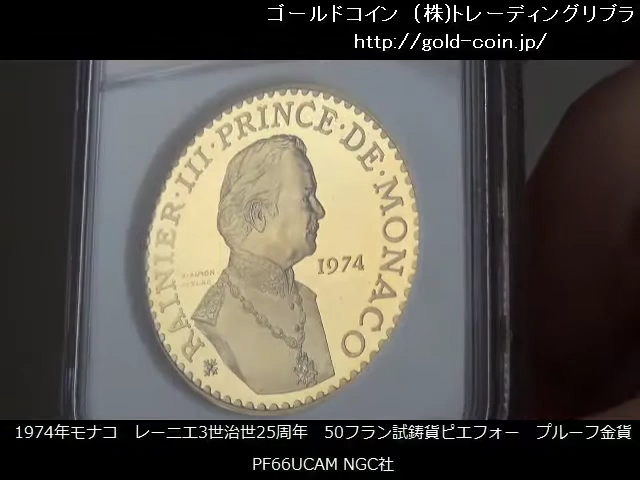 ゴールドコイン (株)トレーディングリブラ
http://gold-coin.jp/
RAINIER·III·PRINCE·DE·MONACO
1974
1974年モナコ レーニエ3世治世25周年 50フラン試鋳貨ピエフォー プルーフ金貨
PF66UCAM NGC社